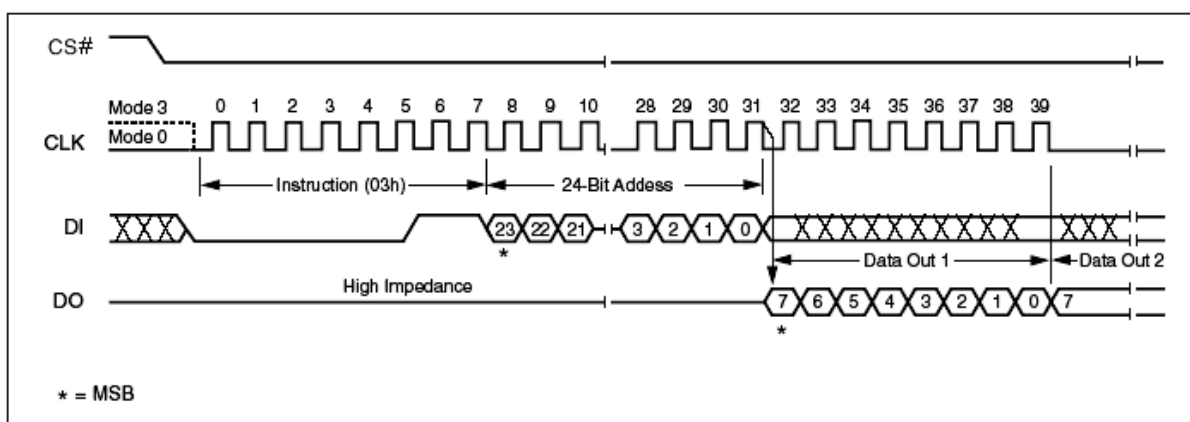 CS#
Mode 3 0 1 2 3 4 5 6 7 8 9 10 28 29 30 31 32 33 34 35 36 37 38 39
CLK Mode 0
Instruction (03h) 24-Bit Addess
DI 23 22 21 3 2 1 0
*
Data Out 1 Data Out 2
High Impedance
DO 7 6 5 4 3 2 1 0 7
*
* = MSB